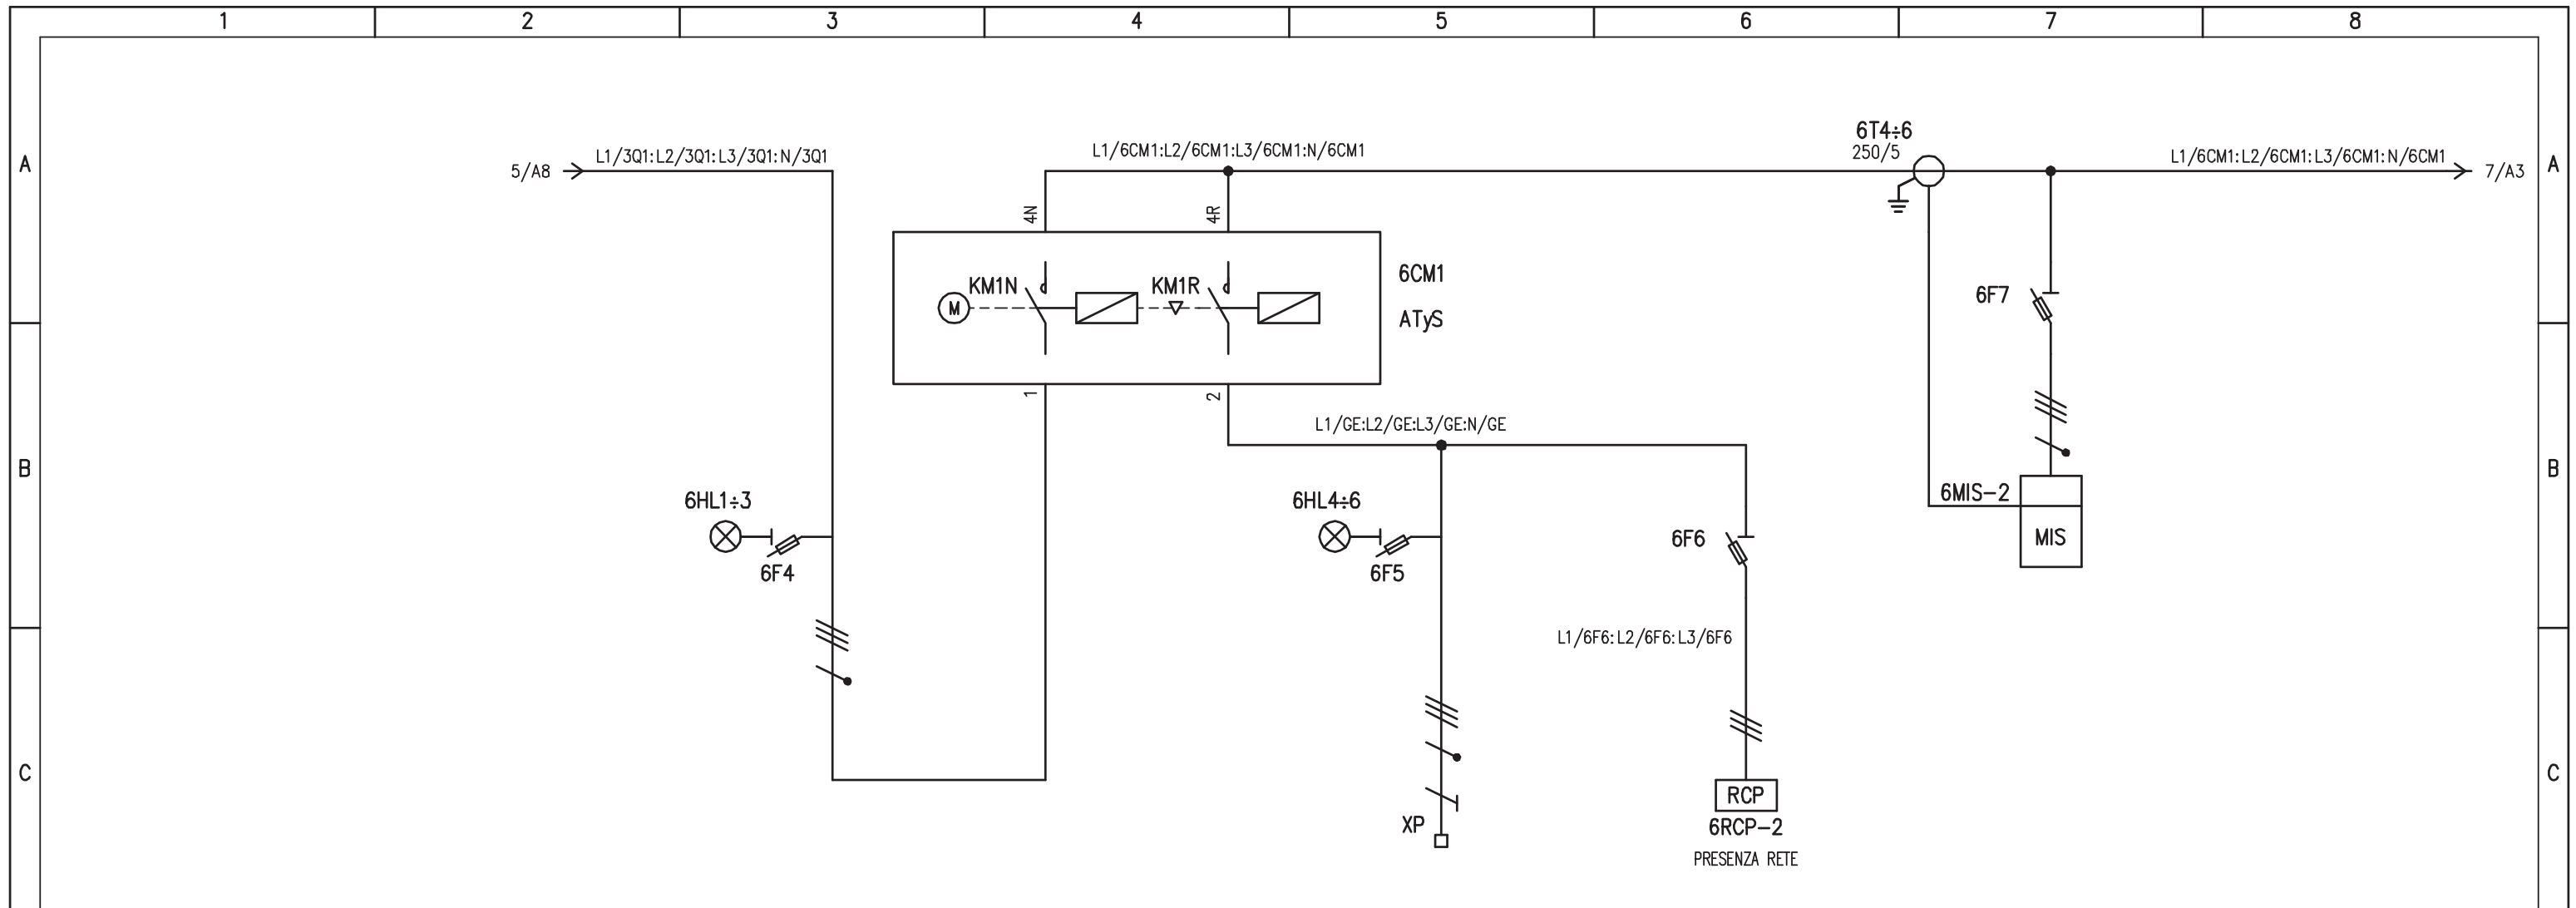 1 2 3 4 5 6 7 8
A
A
5/A8
L1/3Q1:L2/3Q1:L3/3Q1:N/3Q1
L1/6CM1:L2/6CM1:L3/6CM1:N/6CM1
6T4÷6
250/5
L1/6CM1:L2/6CM1:L3/6CM1:N/6CM1
7/A3
4N
4R
KM1N
KM1R
M
6CM1
ATyS
6F7
1
2
L1/GE:L2/GE:L3/GE:N/GE
B
B
6HL1÷3
6F4
6HL4÷6
6F5
6F6
6MIS-2
MIS
L1/6F6:L2/6F6:L3/6F6
C
C
XP
RCP
6RCP-2
PRESENZA RETE